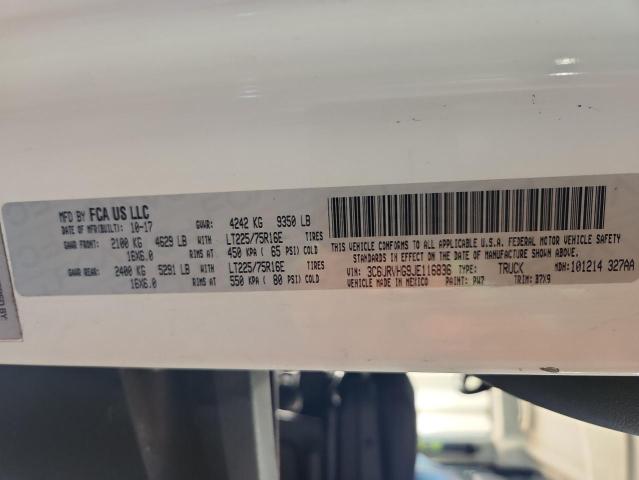 MFD BY FCA US LLC
DATE OF MFR(BUILT): 10-17 GVWR: 4242 KG 9350 LB
GAWR FRONT: 2100 KG 4629 LB WITH LT225/75R16E TIRES
16X6.0 RIMS AT 450 KPA ( 65 PSI) COLD
GAWR REAR: 2400 KG 5291 LB WITH LT225/75R16E TIRES
16X6.0 RIMS AT 550 KPA ( 80 PSI) COLD
THIS VEHICLE CONFORMS TO ALL APPLICABLE U.S.A. FEDERAL MOTOR VEHICLE SAFETY
STANDARDS IN EFFECT ON THE DATE OF MANUFACTURE SHOWN ABOVE.
VIN: 3C6JRVHG9JE116836 TYPE: TRUCK MDH: 101214 327AA
VEHICLE MADE IN MEXICO PAINT: PW7 TRIM: B7X9